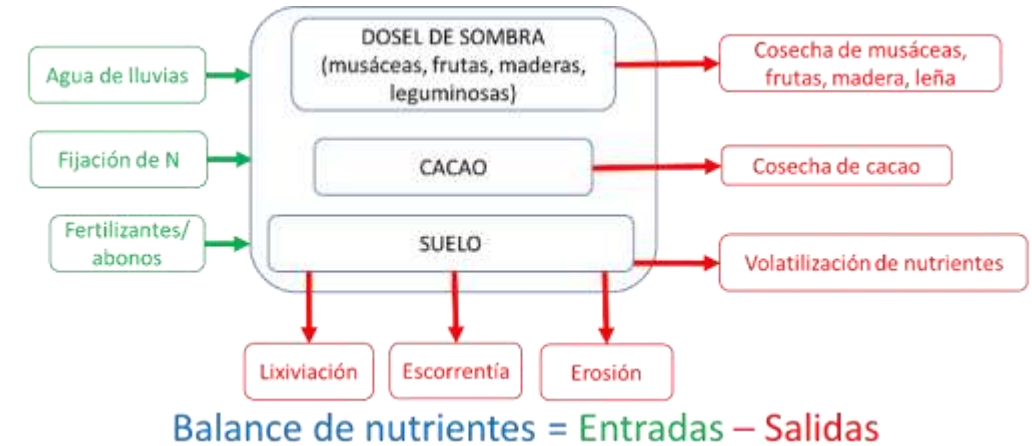 DOSEL DE SOMBRA
(musáceas, frutas, maderas,
leguminosas)
Agua de lluvias
Cosecha de musáceas,
frutas, madera, leña
Fijación de N
CACAO
Cosecha de cacao
Fertilizantes/
abonos
SUELO
Volatilización de nutrientes
Lixiviación
Escorrentía
Erosión
Balance de nutrientes = Entradas – Salidas